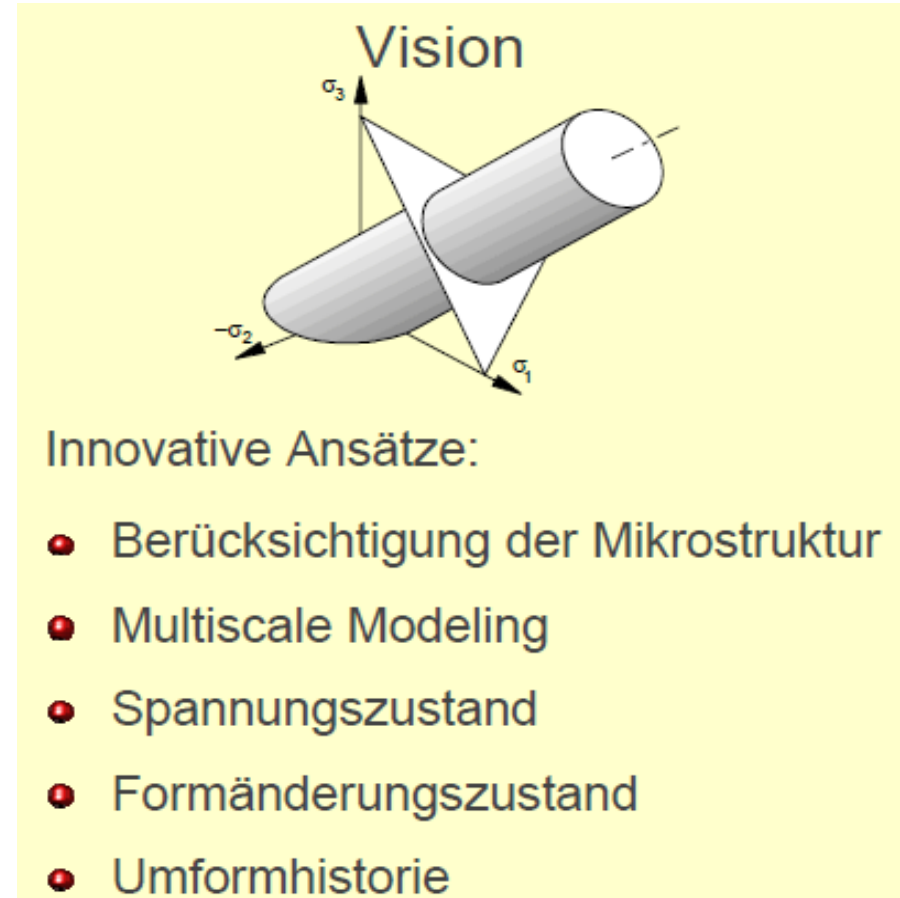 Vision
σ3
−σ2
σ1
Innovative Ansätze:
Berücksichtigung der Mikrostruktur
Multiscale Modeling
Spannungszustand
Formänderungszustand
Umformhistorie